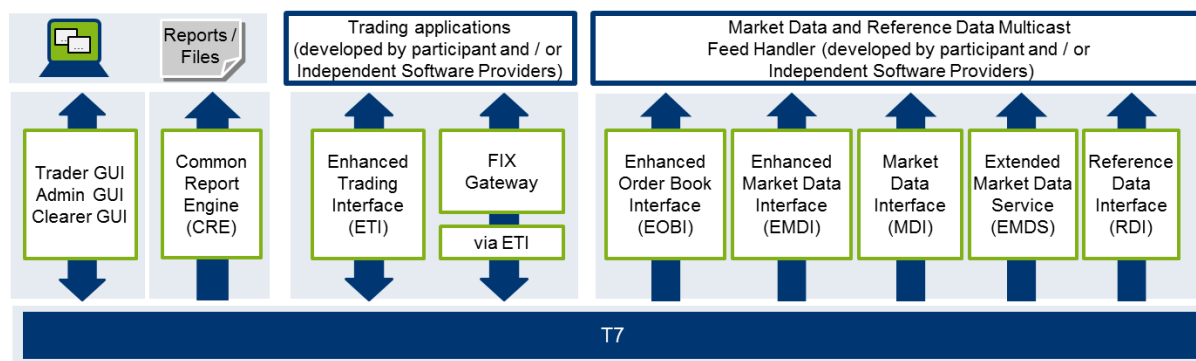 Reports /
Files
Trading applications
(developed by participant and / or
Independent Software Providers)
Market Data and Reference Data Multicast
Feed Handler (developed by participant and / or
Independent Software Providers)
Trader GUI
Admin GUI
Clearer GUI
Common
Report
Engine
(CRE)
Enhanced
Trading
Interface
(ETI)
FIX
Gateway
via ETI
Enhanced
Order Book
Interface
(EOBI)
Enhanced
Market Data
Interface
(EMDI)
Market
Data
Interface
(MDI)
Extended
Market Data
Service
(EMDS)
Reference
Data
Interface
(RDI)
T7